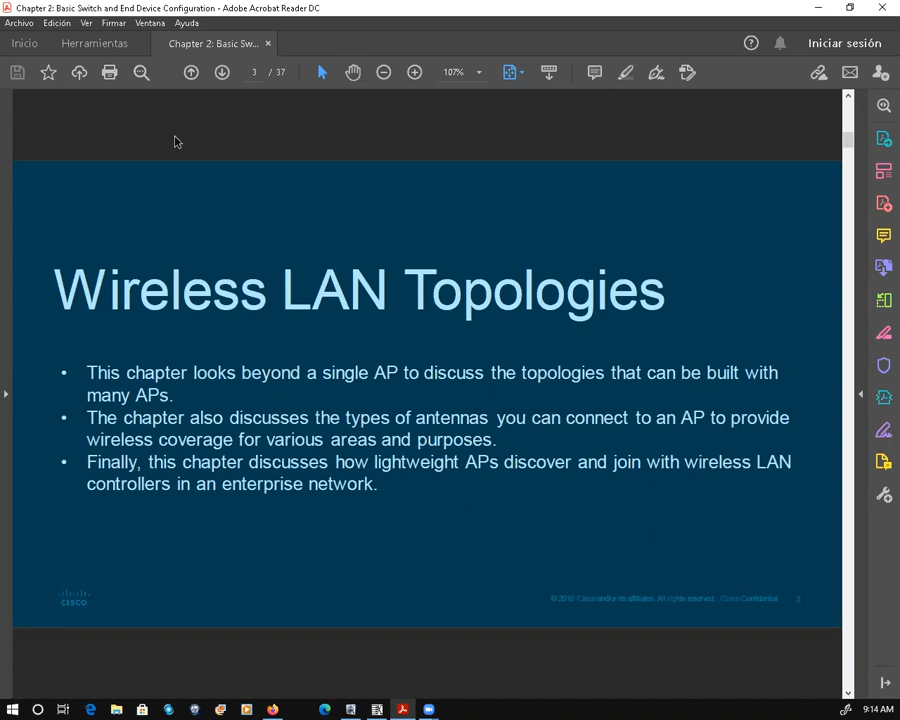 Chapter 2: Basic Switch and End Device Configuration - Adobe Acrobat Reader DC
Archivo Edición Ver Firmar Ventana Ayuda
Inicio Herramientas Chapter 2: Basic Sw... × Iniciar sesión
3 / 37 107%
Wireless LAN Topologies
• This chapter looks beyond a single AP to discuss the topologies that can be built with
many APs.
• The chapter also discusses the types of antennas you can connect to an AP to provide
wireless coverage for various areas and purposes.
• Finally, this chapter discusses how lightweight APs discover and join with wireless LAN
controllers in an enterprise network.
CISCO
© 2016 Cisco and/or its affiliates. All rights reserved. Cisco Confidential 3
9:14 AM